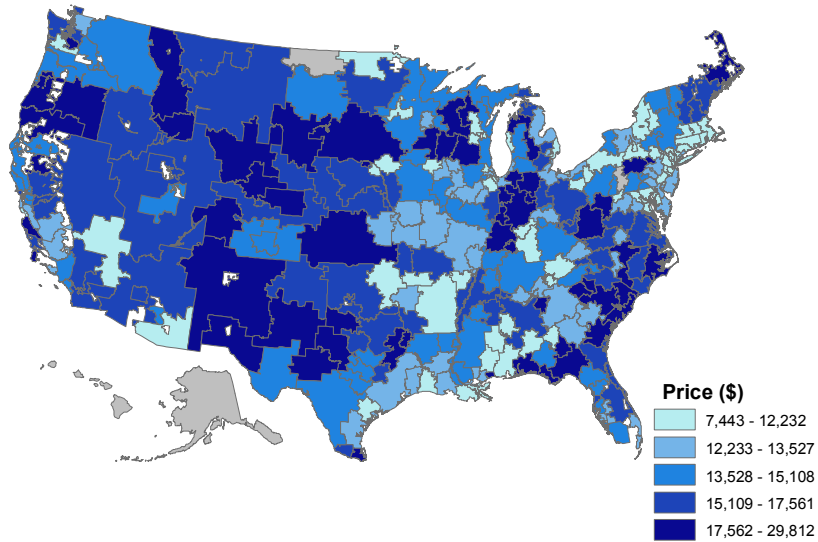 Price ($)
7,443 - 12,232
12,233 - 13,527
13,528 - 15,108
15,109 - 17,561
17,562 - 29,812